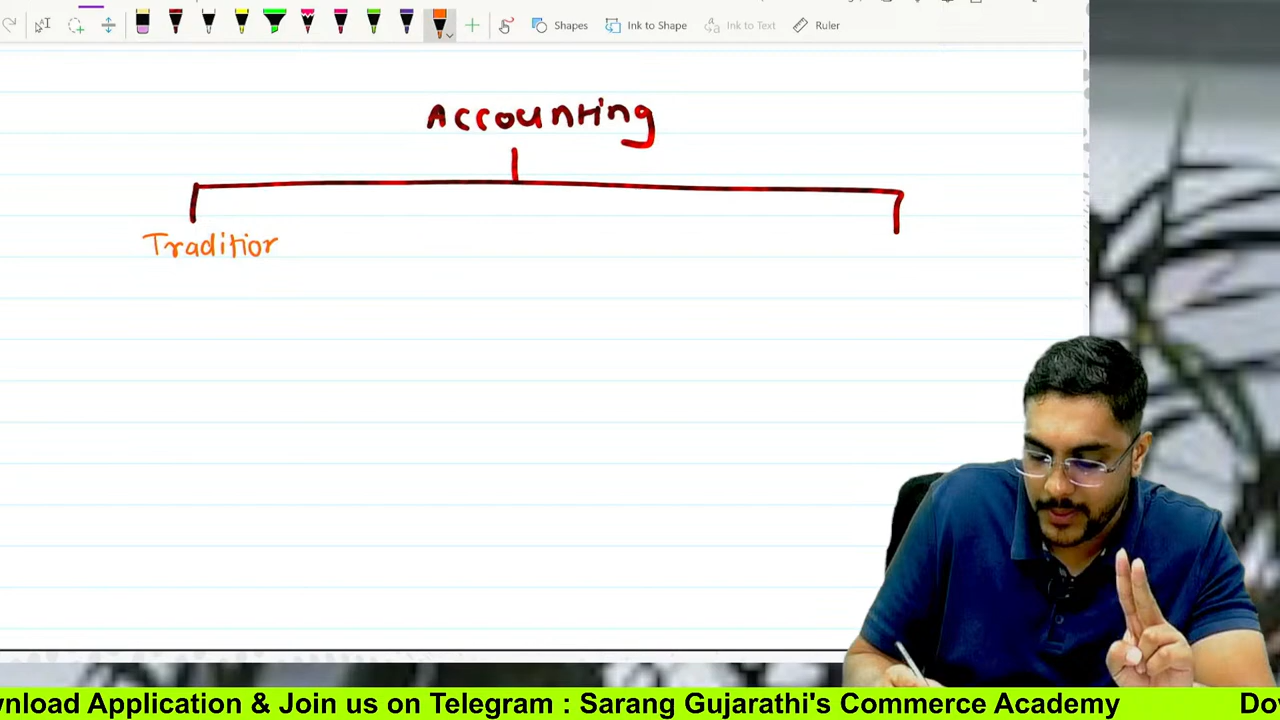 Ink to Text
Shapes
Ink to Shape
Ruler
Accounting
Tradition
wnload Application & Join us on Telegram : Sarang Gujarathi's Commerce Academy
Do